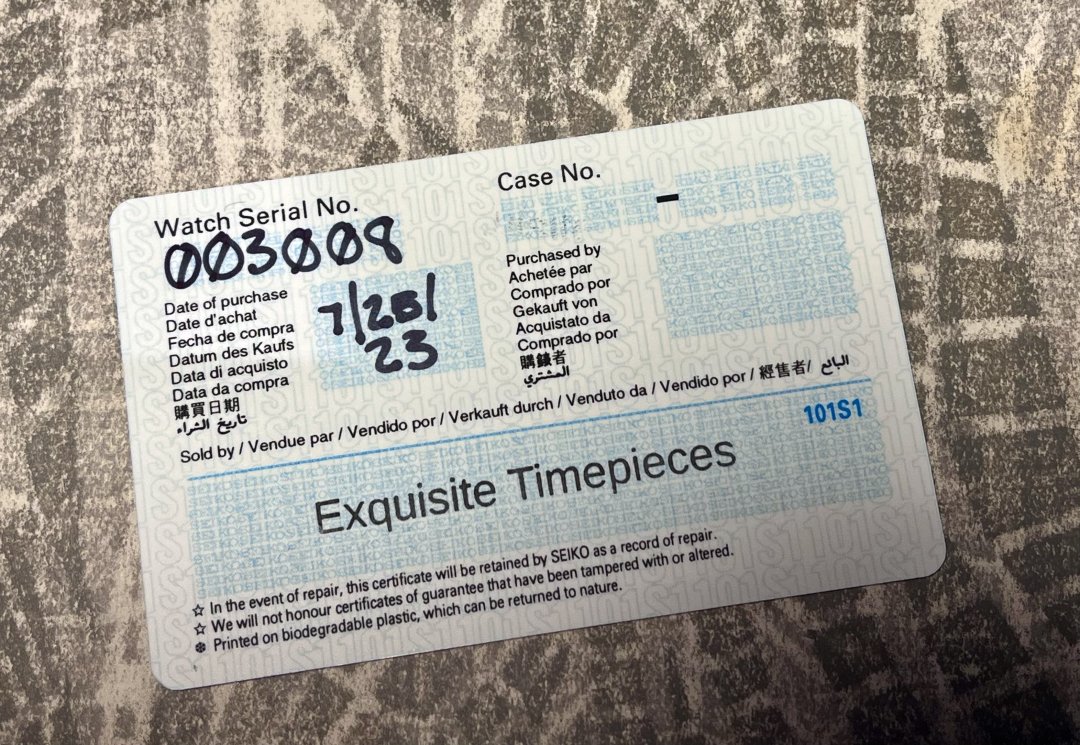 Watch Serial No.
003008
Case No.
-
Date of purchase
Date d'achat
Fecha de compra
Datum des Kaufs
Data di acquisto
Data da compra
購買日期
تاريخ الشراء
7/25/
23
Purchased by
Achetée par
Comprado por
Gekauft von
Acquistato da
Comprado por
購買者
المشتري
Sold by / Vendue par / Vendido por / Verkauft durch / Venduto da / Vendido por / 經售者/ البائع
101S1
Exquisite Timepieces
☆ In the event of repair, this certificate will be retained by SEIKO as a record of repair.
☆ We will not honour certificates of guarantee that have been tampered with or altered.
❄ Printed on biodegradable plastic, which can be returned to nature.